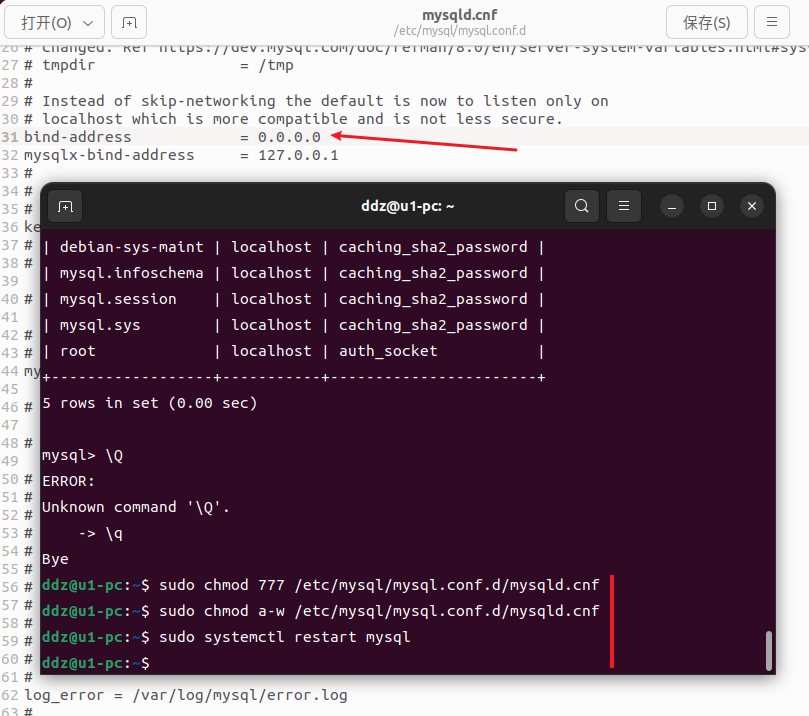 打开(O)
mysqld.cnf
/etc/mysql/mysql.conf.d
保存(S)
26 # Changed. Ref https://dev.mysql.com/doc/refman/8.0/en/server-system-variables.html#sys
27 # tmpdir = /tmp
28 #
29 # Instead of skip-networking the default is now to listen only on
30 # localhost which is more compatible and is not less secure.
31 bind-address = 0.0.0.0
32 mysqlx-bind-address = 127.0.0.1
33 #
34 #
35 #
36 ke
37 #
38 #
39
40 #
41
42 #
43 #
44 my
45
46 #
47
48 #
49
50 #
51 #
52 #
53 #
54 #
55 #
56 #
57 #
58 #
59 #
60 #
61 #
62 log_error = /var/log/mysql/error.log
63 #
ddz@u1-pc: ~
| debian-sys-maint | localhost | caching_sha2_password |
| mysql.infoschema | localhost | caching_sha2_password |
| mysql.session | localhost | caching_sha2_password |
| mysql.sys | localhost | caching_sha2_password |
| root | localhost | auth_socket |
+------------------+-----------+-----------------------+
5 rows in set (0.00 sec)
mysql> \Q
ERROR:
Unknown command '\Q'.
-> \q
Bye
ddz@u1-pc:~$ sudo chmod 777 /etc/mysql/mysql.conf.d/mysqld.cnf
ddz@u1-pc:~$ sudo chmod a-w /etc/mysql/mysql.conf.d/mysqld.cnf
ddz@u1-pc:~$ sudo systemctl restart mysql
ddz@u1-pc:~$